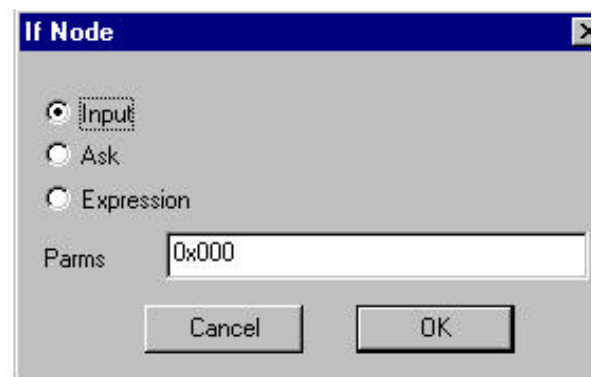 If Node
Input
Ask
Expression
Parms
0x000
Cancel
OK